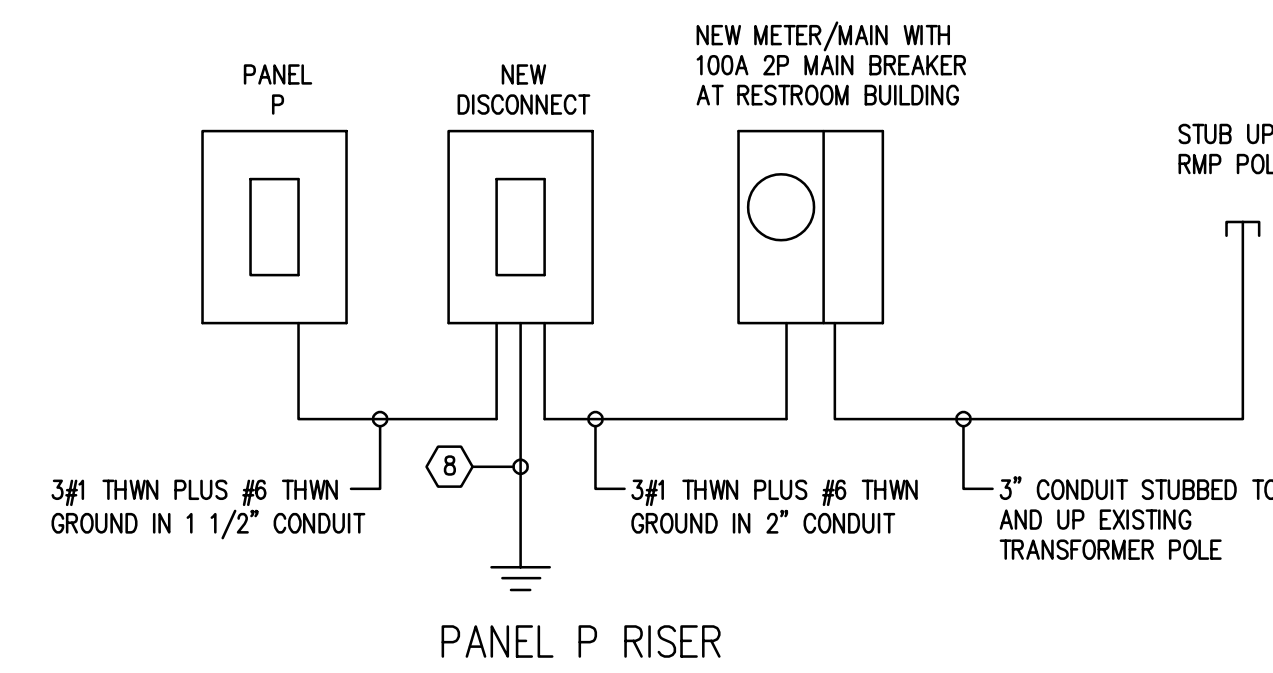 PANEL
P
NEW
DISCONNECT
NEW METER/MAIN WITH
100A 2P MAIN BREAKER
AT RESTROOM BUILDING
STUB UP
RMP
8
3#1 THWN PLUS #6 THWN
GROUND IN 1 1/2" CONDUIT
3#1 THWN PLUS #6 THWN
GROUND IN 2" CONDUIT
3" CONDUIT STUBBED TO
AND UP EXISTING
TRANSFORMER POLE
PANEL P RISER